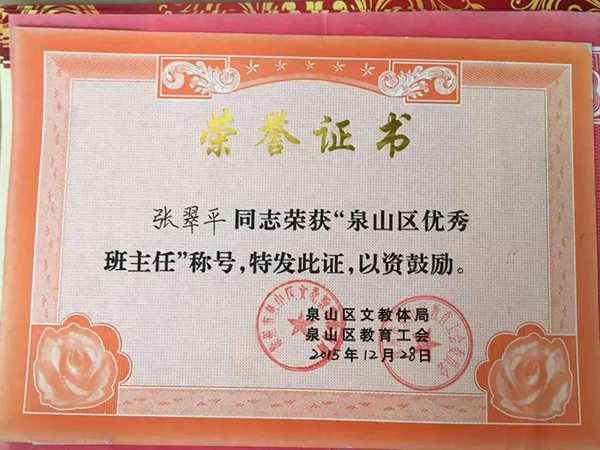 荣誉证书
张翠平同志荣获“泉山区优秀
班主任”称号,特发此证,以资鼓励。
泉山区文教体局
泉山区教育工会
2015年12月28日